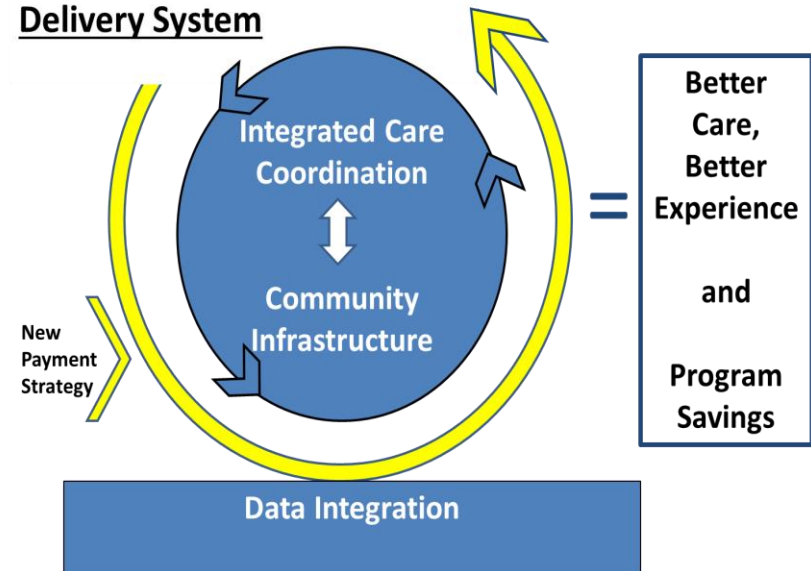 Delivery System
Integrated Care
Coordination
Community
Infrastructure
New
Payment
Strategy
=
Better
Care,
Better
Experience
and
Program
Savings
Data Integration